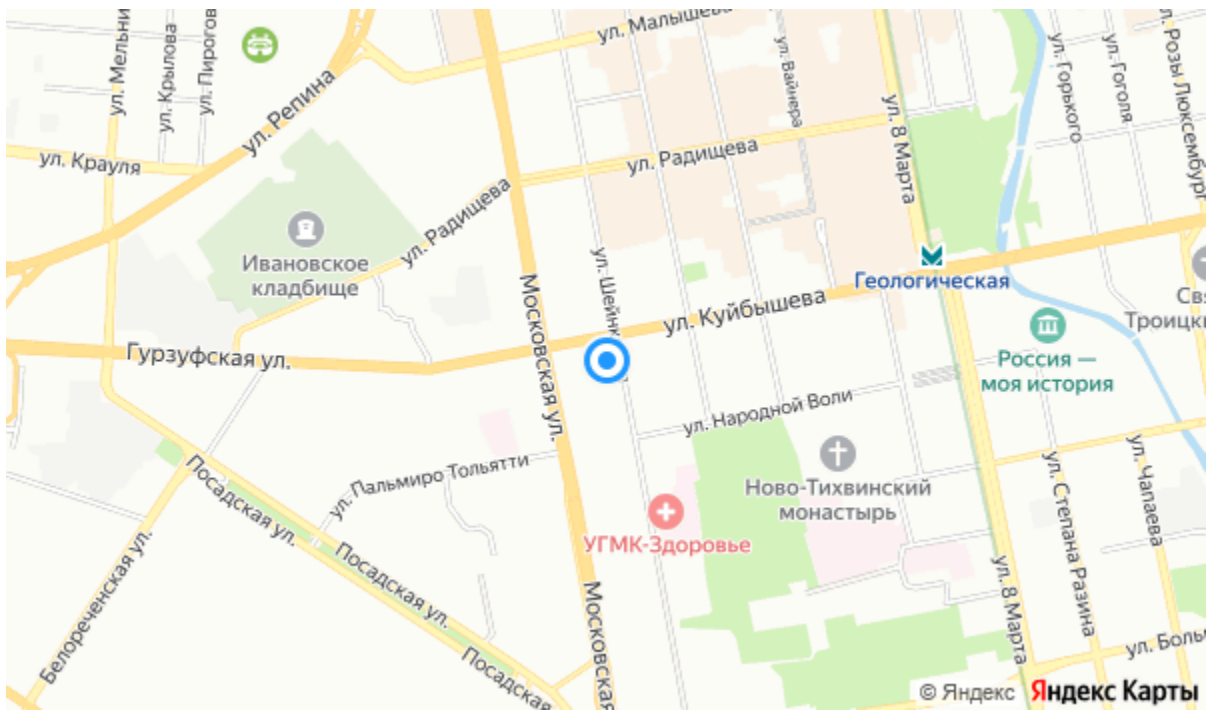 ул. Мельни
ул. Крылова
ул. Пирогов
ул. Репина
ул. Малышева
ул. Вайнера
ул. 8 Марта
ул. Горького
ул. Гоголя
ул. Розы Люксембург
ул. Крауля
ул. Радищева
ул. Радищева
Ивановское
кладбище
Московская ул.
ул. Шейнк
ул. Куйбышева
Геологическая
Свя
Троицки
Россия —
моя история
Гурзуфская ул.
ул. Народной Воли
ул. Пальмиро Тольятти
Ново-Тихвинский
монастырь
УГМК-Здоровье
Посадская ул.
Посадская ул.
Посадская
Белореченская ул.
Московская
ул. 8 Марта
ул. Степана Разина
ул. Чапаева
ул. Больш
© Яндекс Яндекс Карты